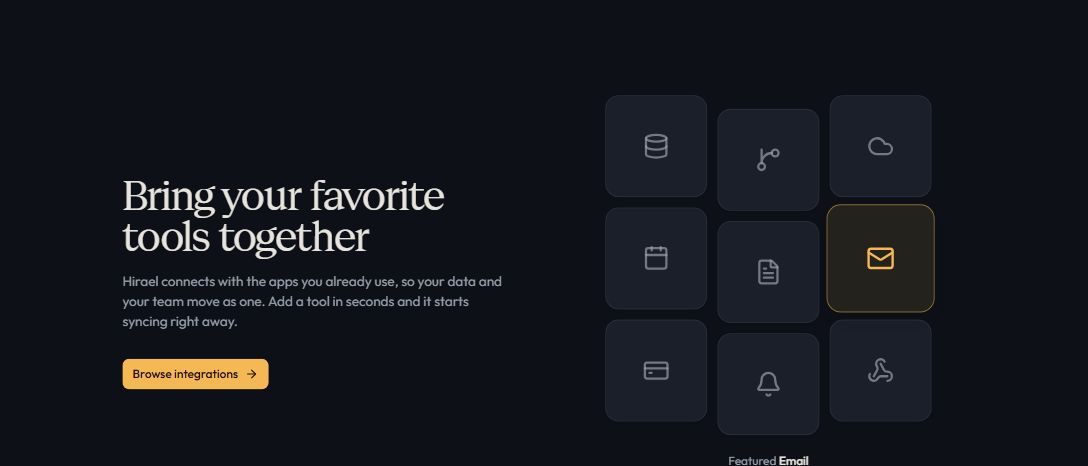 Bring your favorite
tools together
Hirael connects with the apps you already use, so your data and
your team move as one. Add a tool in seconds and it starts
syncing right away.
Browse integrations
Featured Email